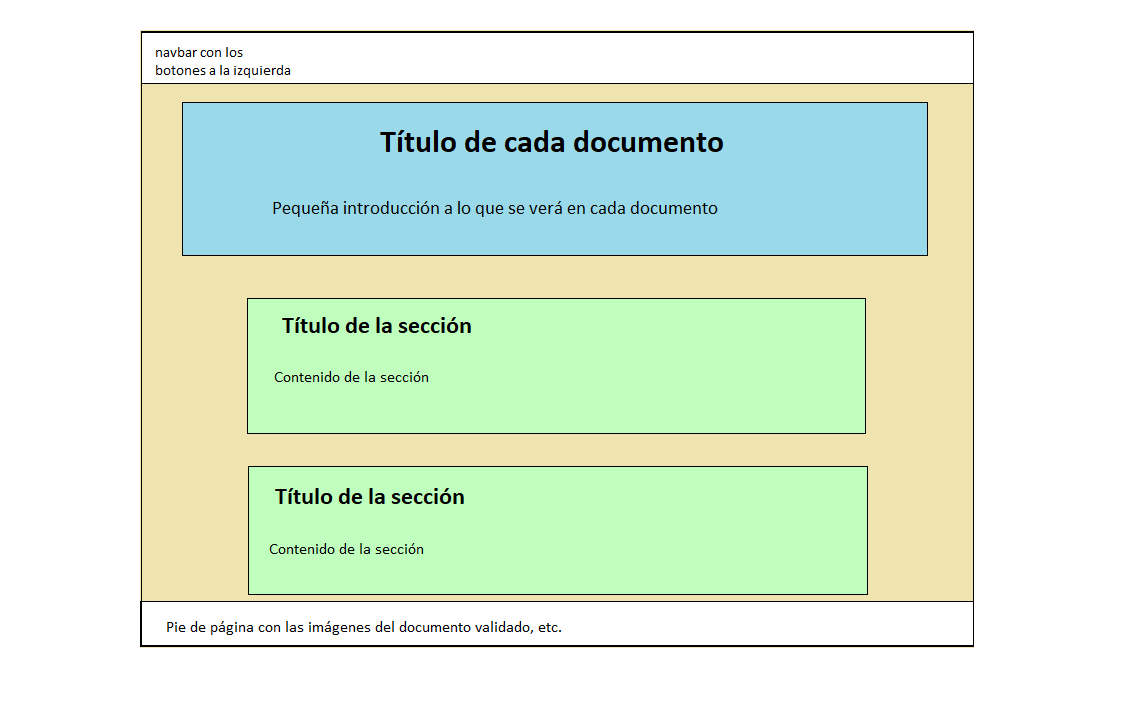 navbar con los
botones a la izquierda
Título de cada documento
Pequeña introducción a lo que se verá en cada documento
Título de la sección
Contenido de la sección
Título de la sección
Contenido de la sección
Pie de página con las imágenes del documento validado, etc.